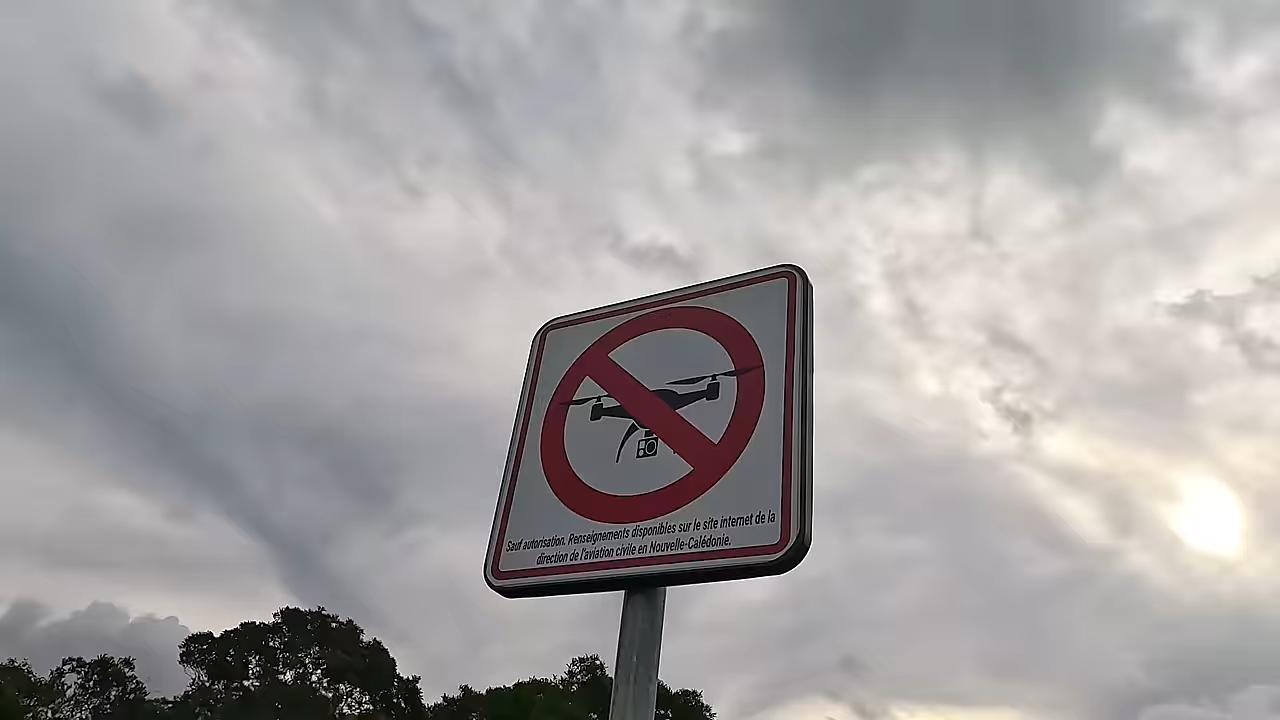 Sauf autorisation. Renseignements disponibles sur le site internet de la
direction de l'aviation civile en Nouvelle-Calédonie.